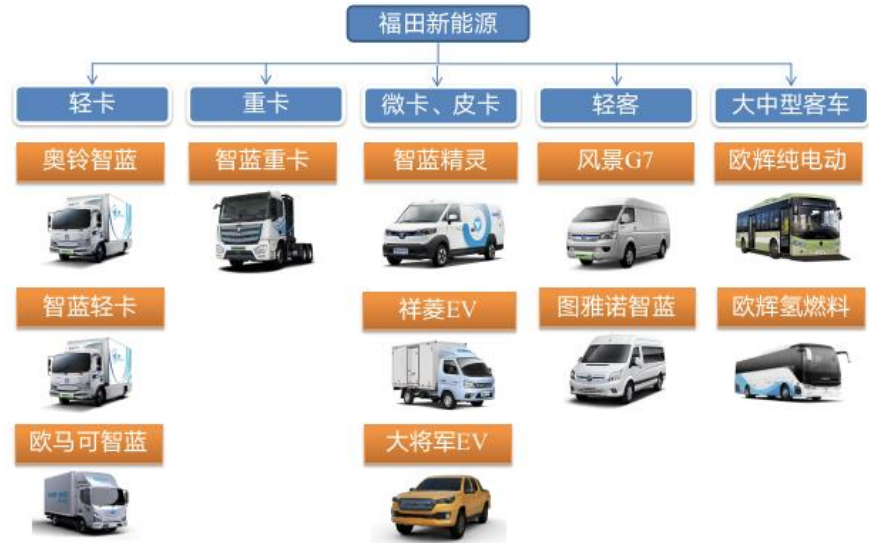 福田新能源
轻卡
重卡
微卡、皮卡
轻客
大中型客车
奥铃智蓝
智蓝重卡
智蓝精灵
风景G7
欧辉纯电动
智蓝轻卡
祥菱EV
图雅诺智蓝
欧辉氢燃料
欧马可智蓝
大将军EV